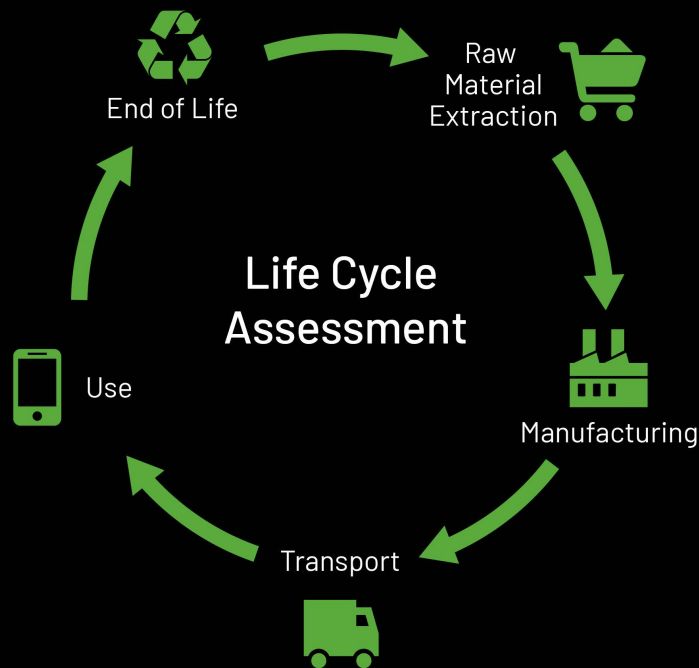 End of Life
Raw
Material
Extraction
Life Cycle
Assessment
Use
Manufacturing
Transport